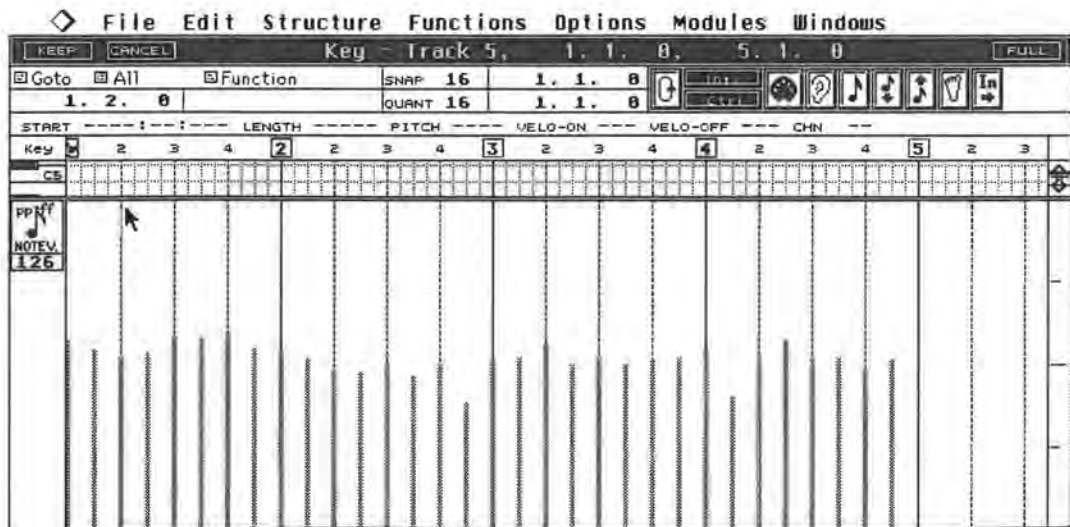 File Edit Structure Functions Options Modules Windows
KEEP CANCEL Key - Track 5, 1. 1. 0, 5. 1. 0 FULL
Goto All Function SNAP 16 1. 1. 0
1. 2. 0 QUANT 16 1. 1. 0 In
START ----:--:---- LENGTH ----- PITCH ---- VELO-ON --- VELO-OFF --- CHN --
Key 2 3 4 2 2 3 4 3 2 3 4 4 2 3 4 5 2 3
C5
PP ff
NOTEV.
126